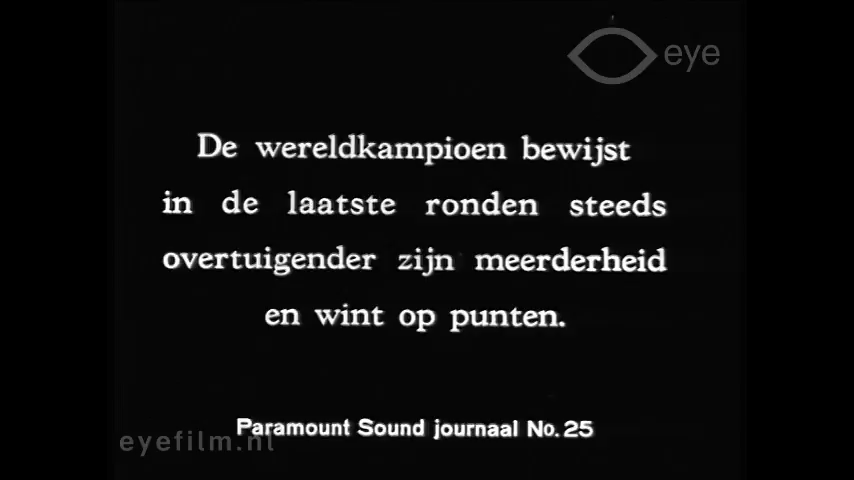 eye
De wereldkampioen bewijst
in de laatste ronden steeds
overtuigender zijn meerderheid
en wint op punten.
Paramount Sound journaal No. 25
eyefilm.nl